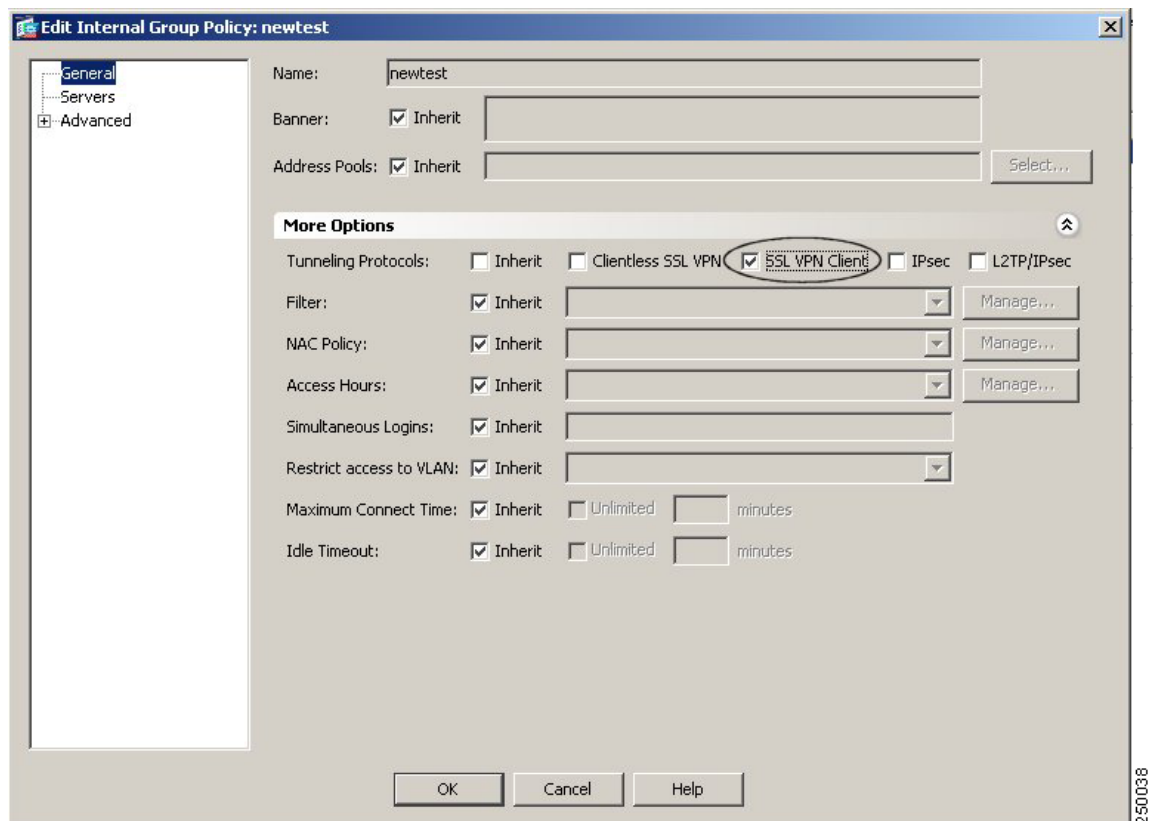 Edit Internal Group Policy: newtest
General
Servers
Advanced
Name: newtest
Banner: Inherit
Address Pools: Inherit Select...
More Options
Tunneling Protocols: Inherit Clientless SSL VPN SSL VPN Client IPsec L2TP/IPsec
Filter: Inherit Manage...
NAC Policy: Inherit Manage...
Access Hours: Inherit Manage...
Simultaneous Logins: Inherit
Restrict access to VLAN: Inherit
Maximum Connect Time: Inherit Unlimited minutes
Idle Timeout: Inherit Unlimited minutes
OK Cancel Help
250038